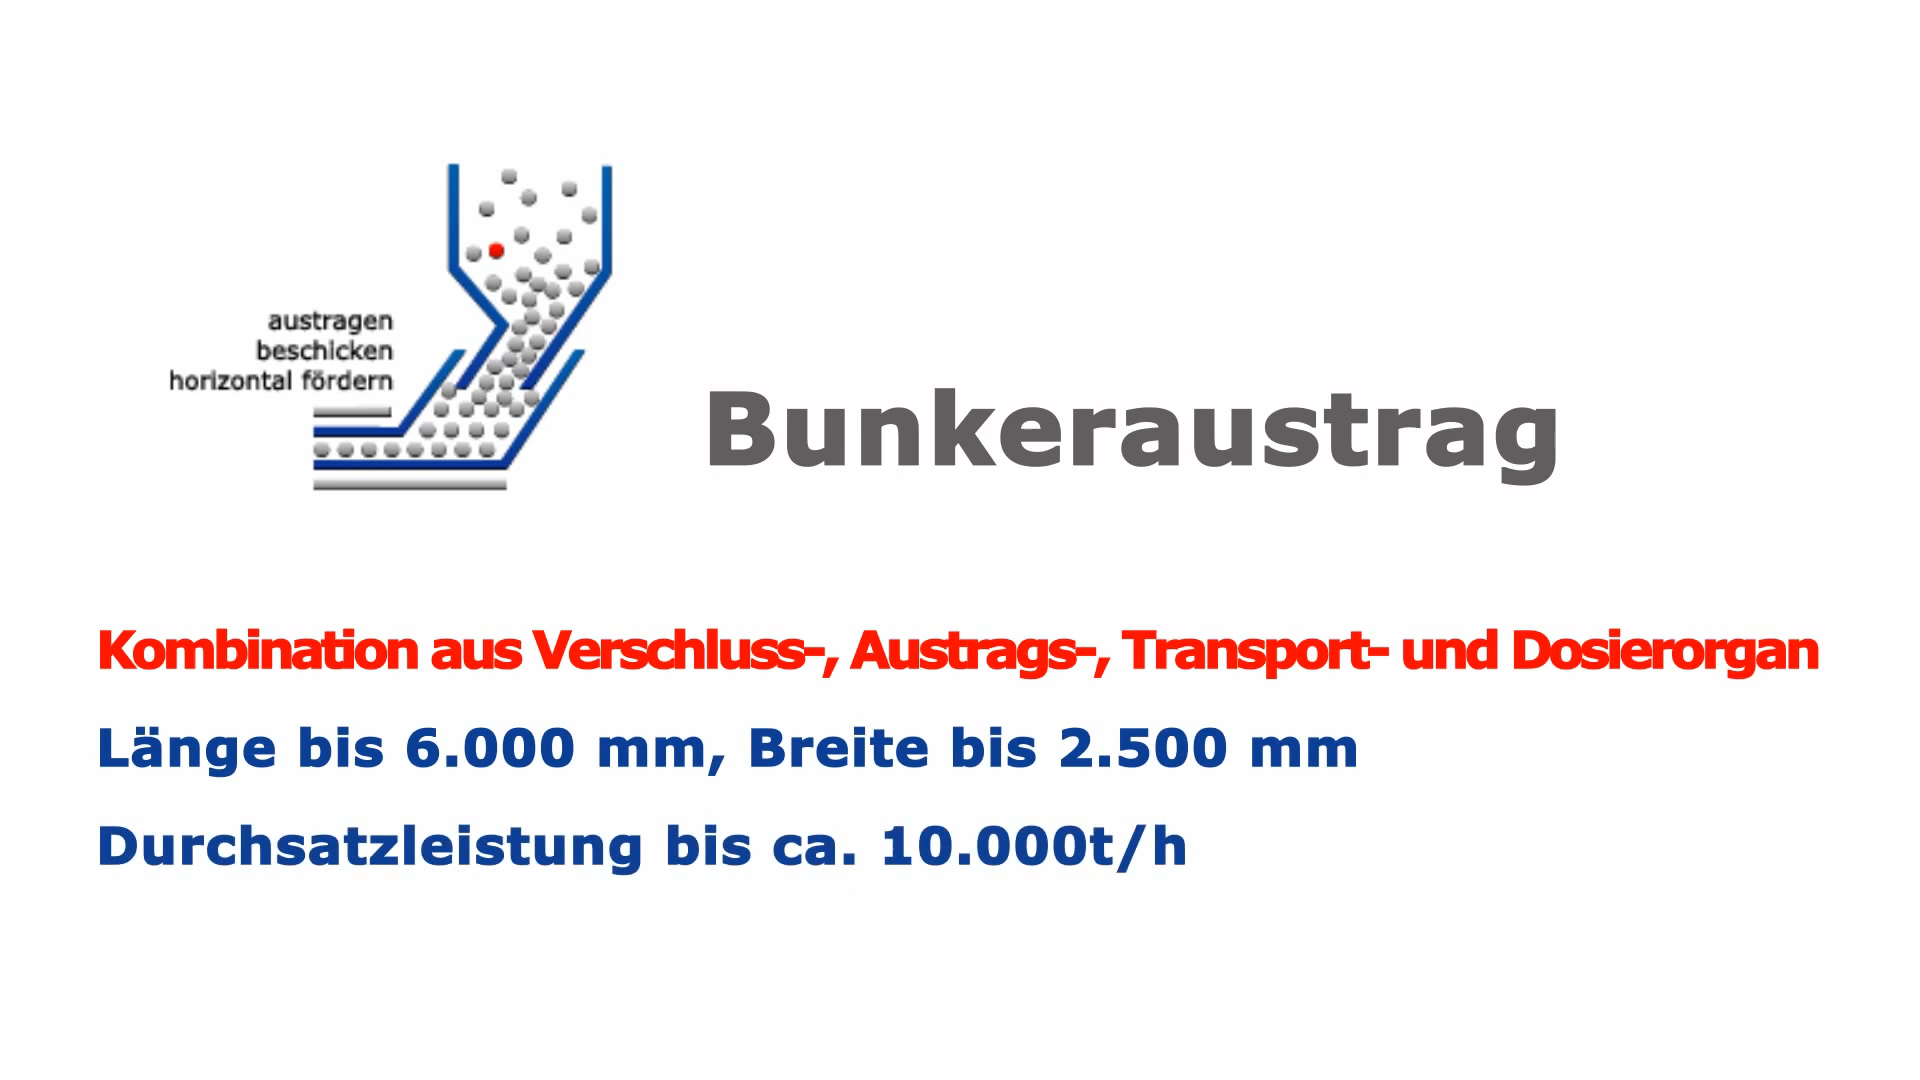 austragen
beschicken
horizontal fördern
Bunkeraustrag
Kombination aus Verschluss-, Austrags-, Transport- und Dosierorgan
Länge bis 6.000 mm, Breite bis 2.500 mm
Durchsatzleistung bis ca. 10.000t/h